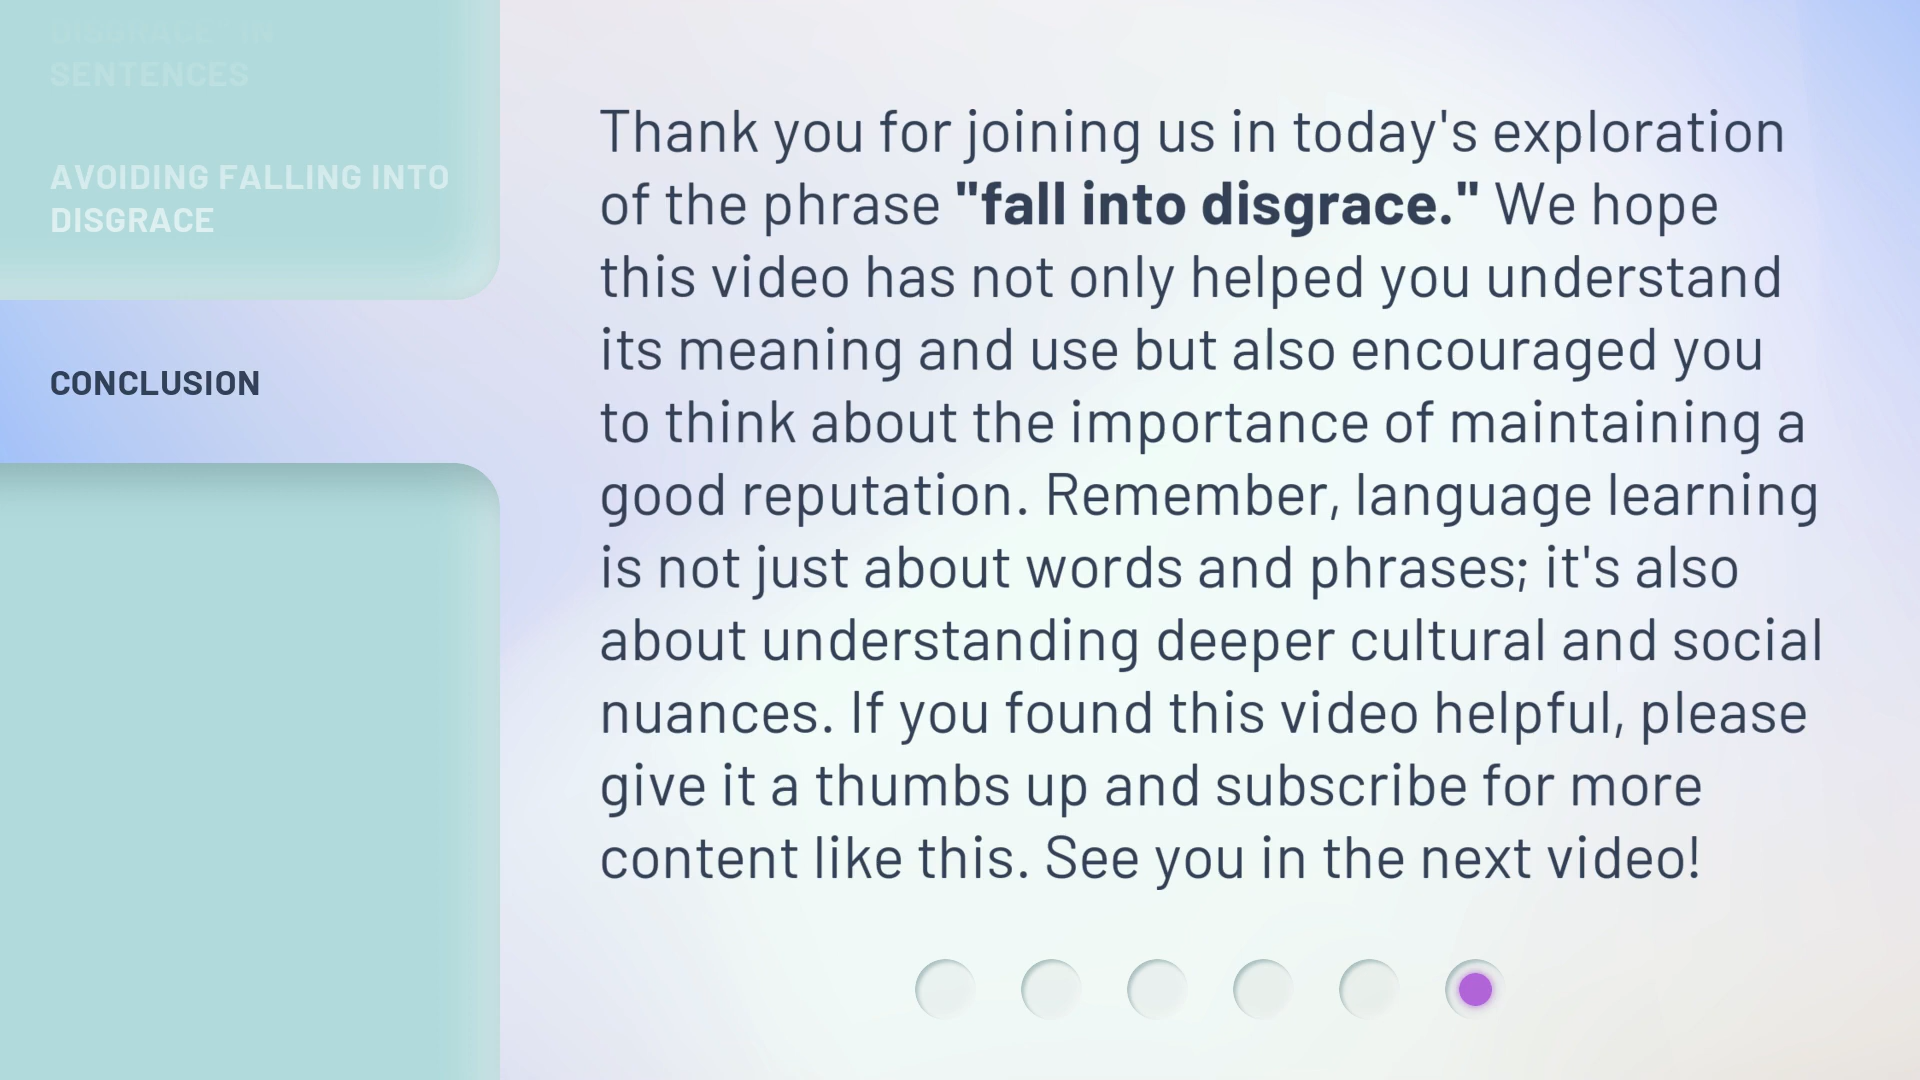 DISGRACE" IN
SENTENCES
AVOIDING FALLING INTO
DISGRACE
CONCLUSION
Thank you for joining us in today's exploration
of the phrase "fall into disgrace." We hope
this video has not only helped you understand
its meaning and use but also encouraged you
to think about the importance of maintaining a
good reputation. Remember, language learning
is not just about words and phrases; it's also
about understanding deeper cultural and social
nuances. If you found this video helpful, please
give it a thumbs up and subscribe for more
content like this. See you in the next video!